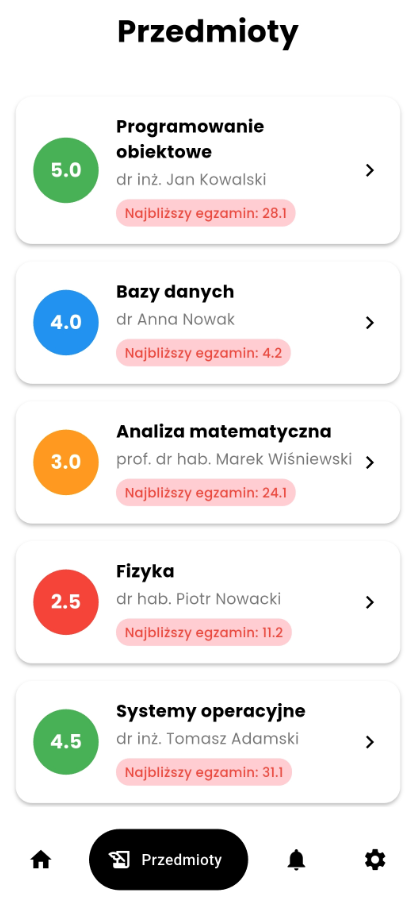 Przedmioty
Programowanie
obiektowe
5.0
dr inż. Jan Kowalski
Najbliższy egzamin: 28.1
Bazy danych
4.0
dr Anna Nowak
Najbliższy egzamin: 4.2
Analiza matematyczna
3.0
prof. dr hab. Marek Wiśniewski
Najbliższy egzamin: 24.1
Fizyka
2.5
dr hab. Piotr Nowacki
Najbliższy egzamin: 11.2
Systemy operacyjne
4.5
dr inż. Tomasz Adamski
Najbliższy egzamin: 31.1
Przedmioty